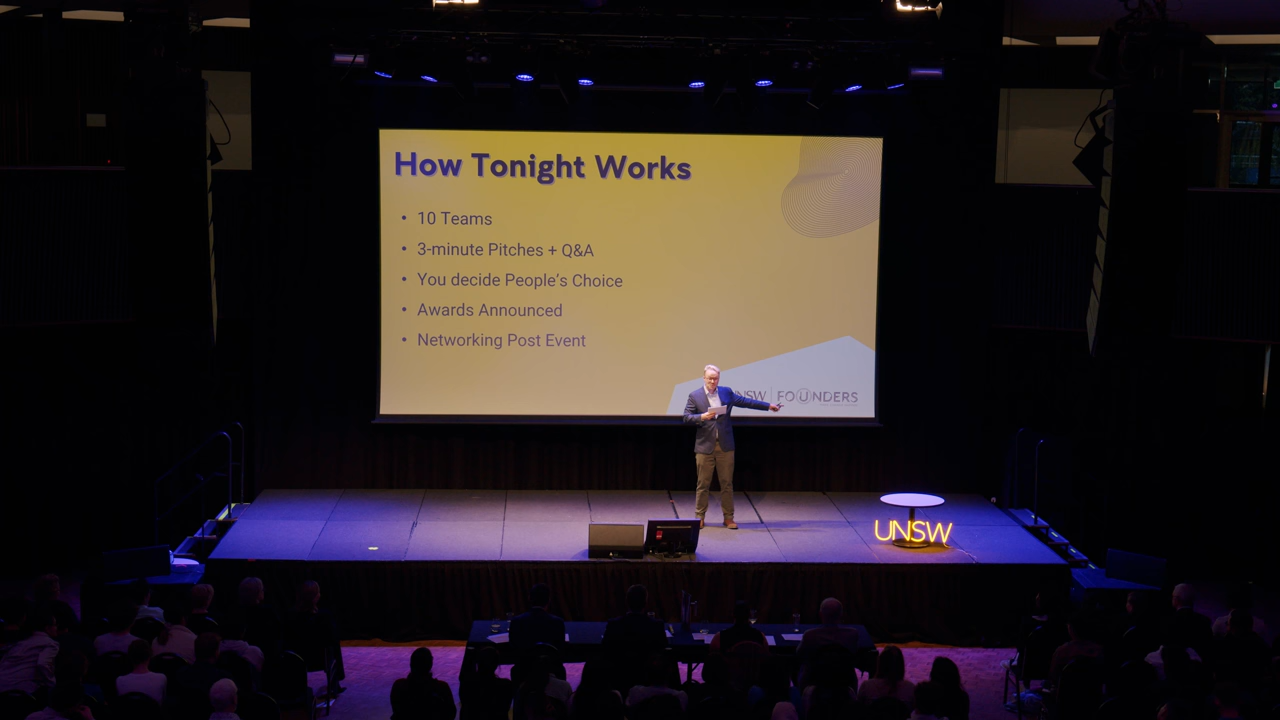 How Tonight Works
• 10 Teams
• 3-minute Pitches + Q&A
• You decide People's Choice
• Awards Announced
• Networking Post Event
UNSW | FOUNDERS
UNSW